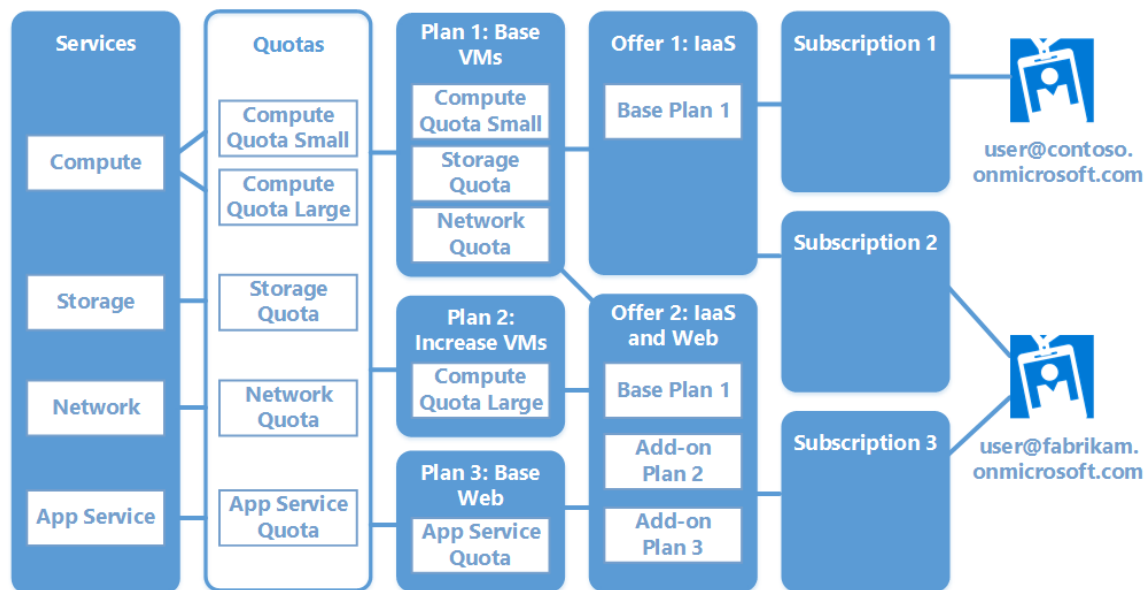 Services
Compute
Storage
Network
App Service
Quotas
Compute
Quota Small
Compute
Quota Large
Storage
Quota
Network
Quota
App Service
Quota
Plan 1: Base
VMs
Compute
Quota Small
Storage
Quota
Network
Quota
Plan 2:
Increase VMs
Compute
Quota Large
Plan 3: Base
Web
App Service
Quota
Offer 1: IaaS
Base Plan 1
Offer 2: IaaS
and Web
Base Plan 1
Add-on
Plan 2
Add-on
Plan 3
Subscription 1
Subscription 2
Subscription 3
user@contoso.
onmicrosoft.com
user@fabrikam.
onmicrosoft.com